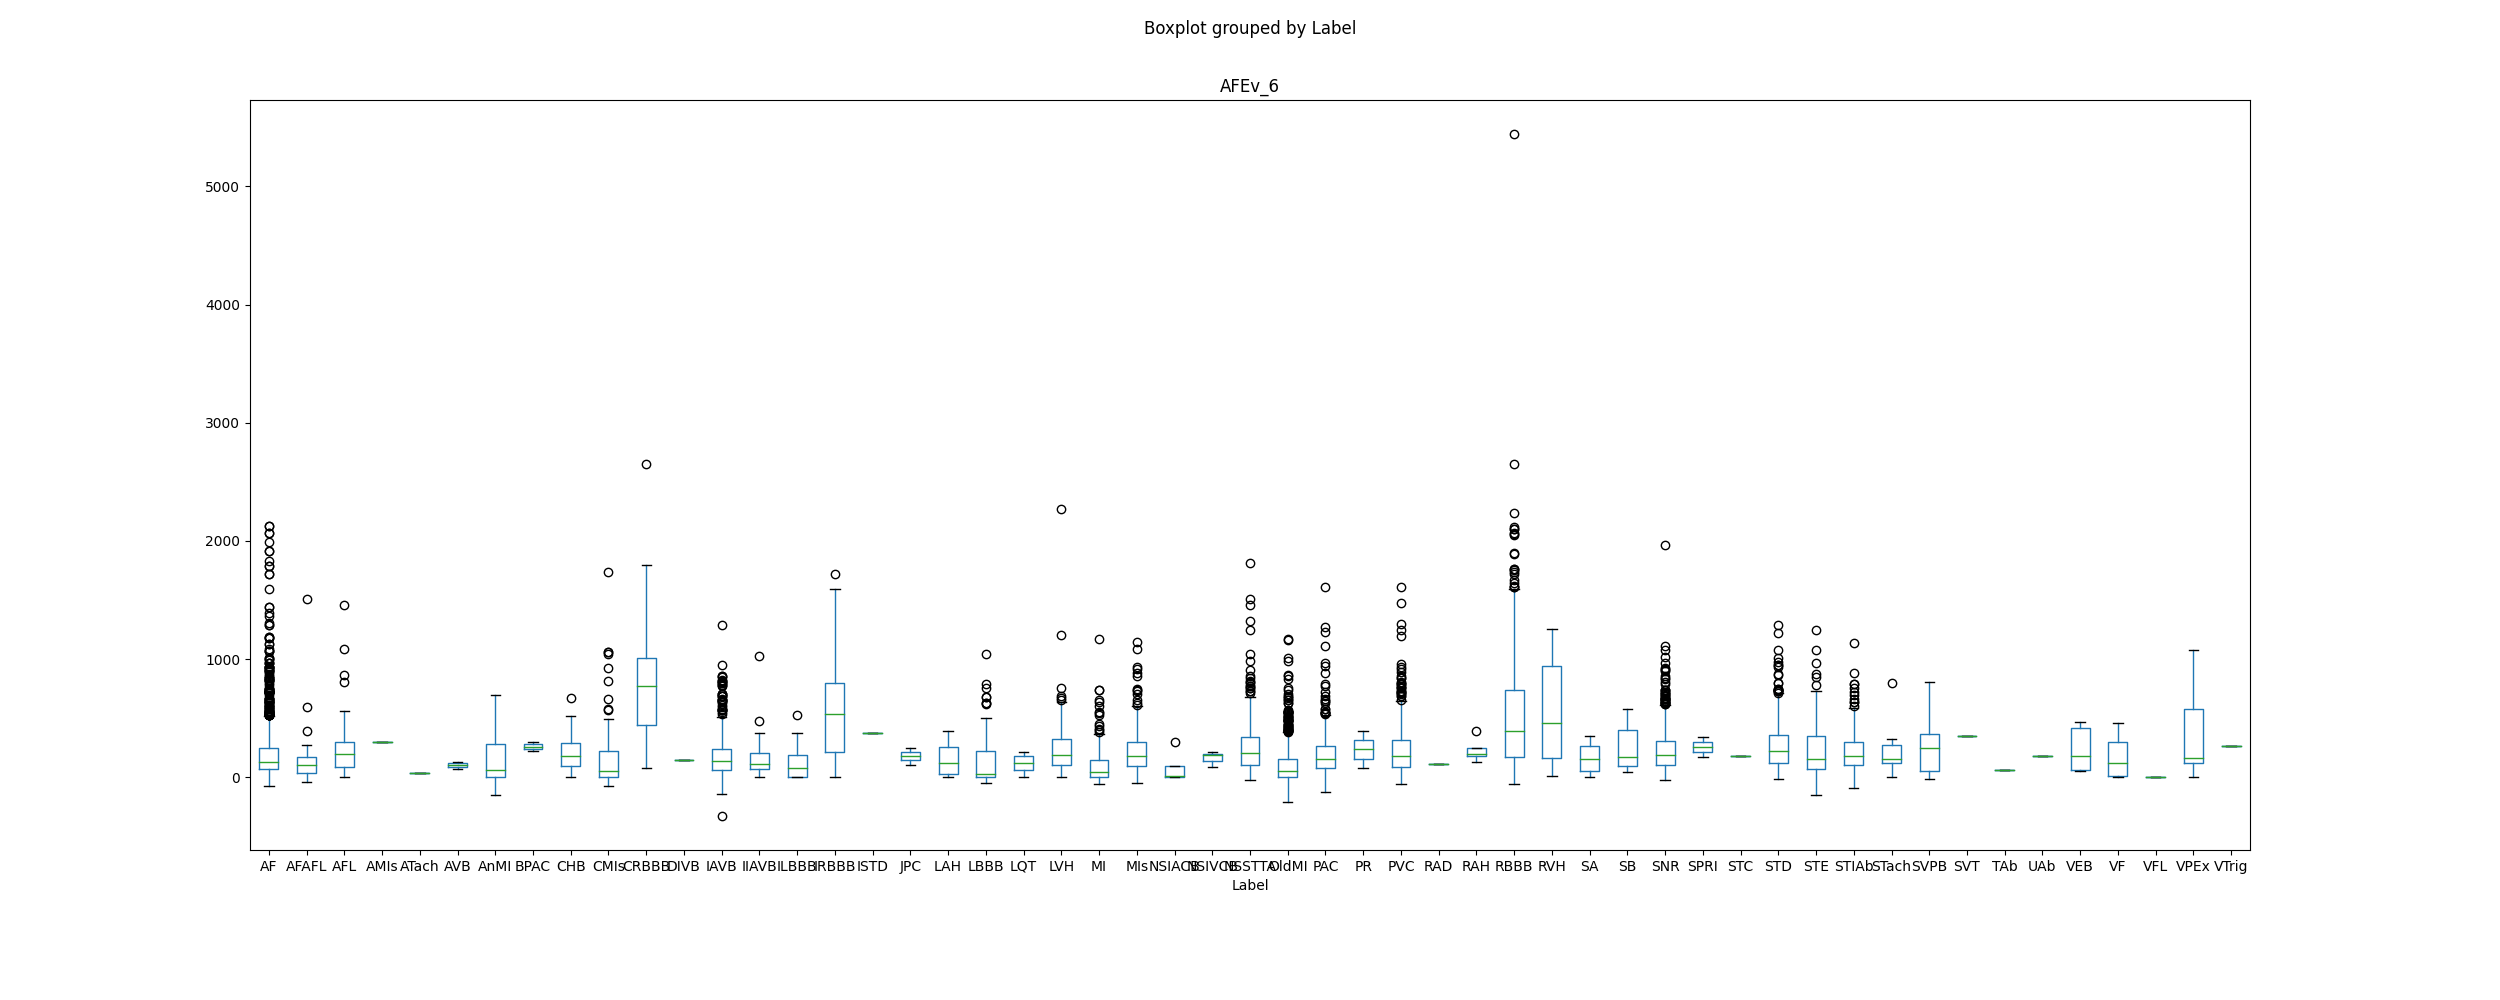 Boxplot grouped by Label
AFEv_6
5000
4000
3000
2000
1000
0
AF AFAFL AFL AMIs ATach AVB AnMI BPAC CHB CMIs CRBBB DIVB IAVB IIAVB ILBBB IRBBB ISTD JPC LAH LBBB LQT LVH MI MIs NSIACB NSIVCB NSSTTA OldMI PAC PR PVC RAD RAH RBBB RVH SA SB SNR SPRI STC STD STE STIAb STach SVPB SVT TAb UAb VEB VF VFL VPEx VTrig
Label